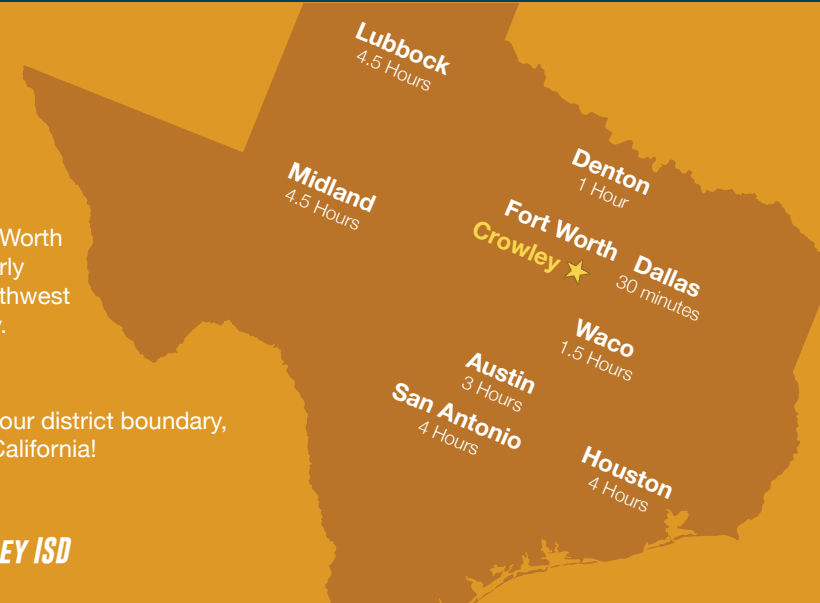 Lubbock
4.5 Hours
Denton
1 Hour
Midland
4.5 Hours
Fort Worth
Crowley
Dallas
30 minutes
Waco
1.5 Hours
Austin
3 Hours
San Antonio
4 Hours
Houston
4 Hours
Worth
rly
thwest
our district boundary,
California!
EY ISD